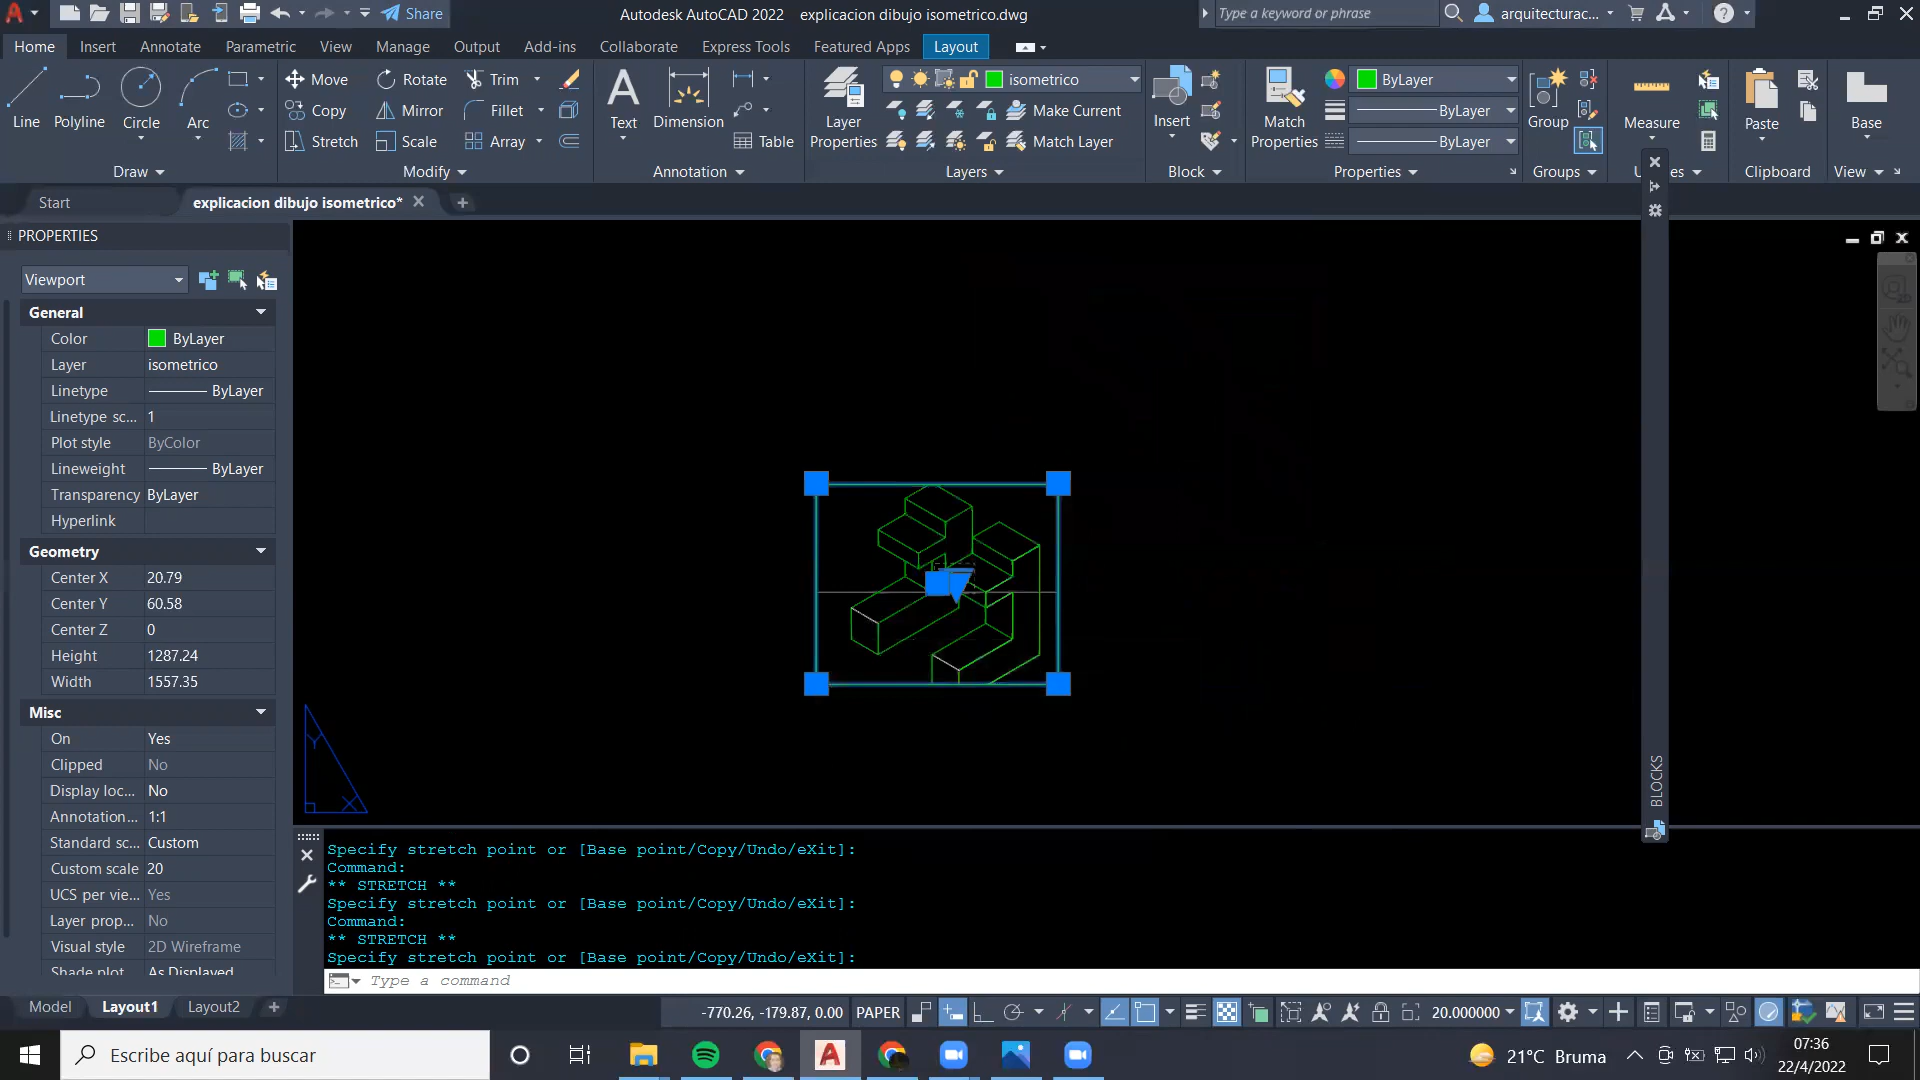 Share
Autodesk AutoCAD 2022 explicacion dibujo isometrico.dwg
Type a keyword or phrase
arquitecturac...
Home Insert Annotate Parametric View Manage Output Add-ins Collaborate Express Tools Featured Apps Layout
Line
Polyline
Circle
Arc
Move Rotate Trim
Copy Mirror Fillet
Stretch Scale Array
Text
Dimension
Table
Layer
Properties
isometrico
Make Current
Match Layer
Insert
Match
Properties
ByLayer
ByLayer
ByLayer
Group
Measure
Paste
Base
Draw Modify Annotation Layers Block Properties Groups Clipboard View
Start explicacion dibujo isometrico*
PROPERTIES
Viewport
General
Color ByLayer
Layer isometrico
Linetype ByLayer
Linetype sc... 1
Plot style ByColor
Lineweight ByLayer
Transparency ByLayer
Hyperlink
Geometry
Center X 20.79
Center Y 60.58
Center Z 0
Height 1287.24
Width 1557.35
Misc
On Yes
Clipped No
Display loc... No
Annotation... 1:1
Standard sc... Custom
Custom scale 20
UCS per vie... Yes
Layer prop... No
Visual style 2D Wireframe
Shade plot As Displayed
Y
X
BLOCKS
Specify stretch point or [Base point/Copy/Undo/eXit]:
Command:
** STRETCH **
Specify stretch point or [Base point/Copy/Undo/eXit]:
Command:
** STRETCH **
Specify stretch point or [Base point/Copy/Undo/eXit]:
Type a command
Model Layout1 Layout2
-770.26, -179.87, 0.00 PAPER
20.000000
Escribe aquí para buscar
21°C Bruma
07:36
22/4/2022